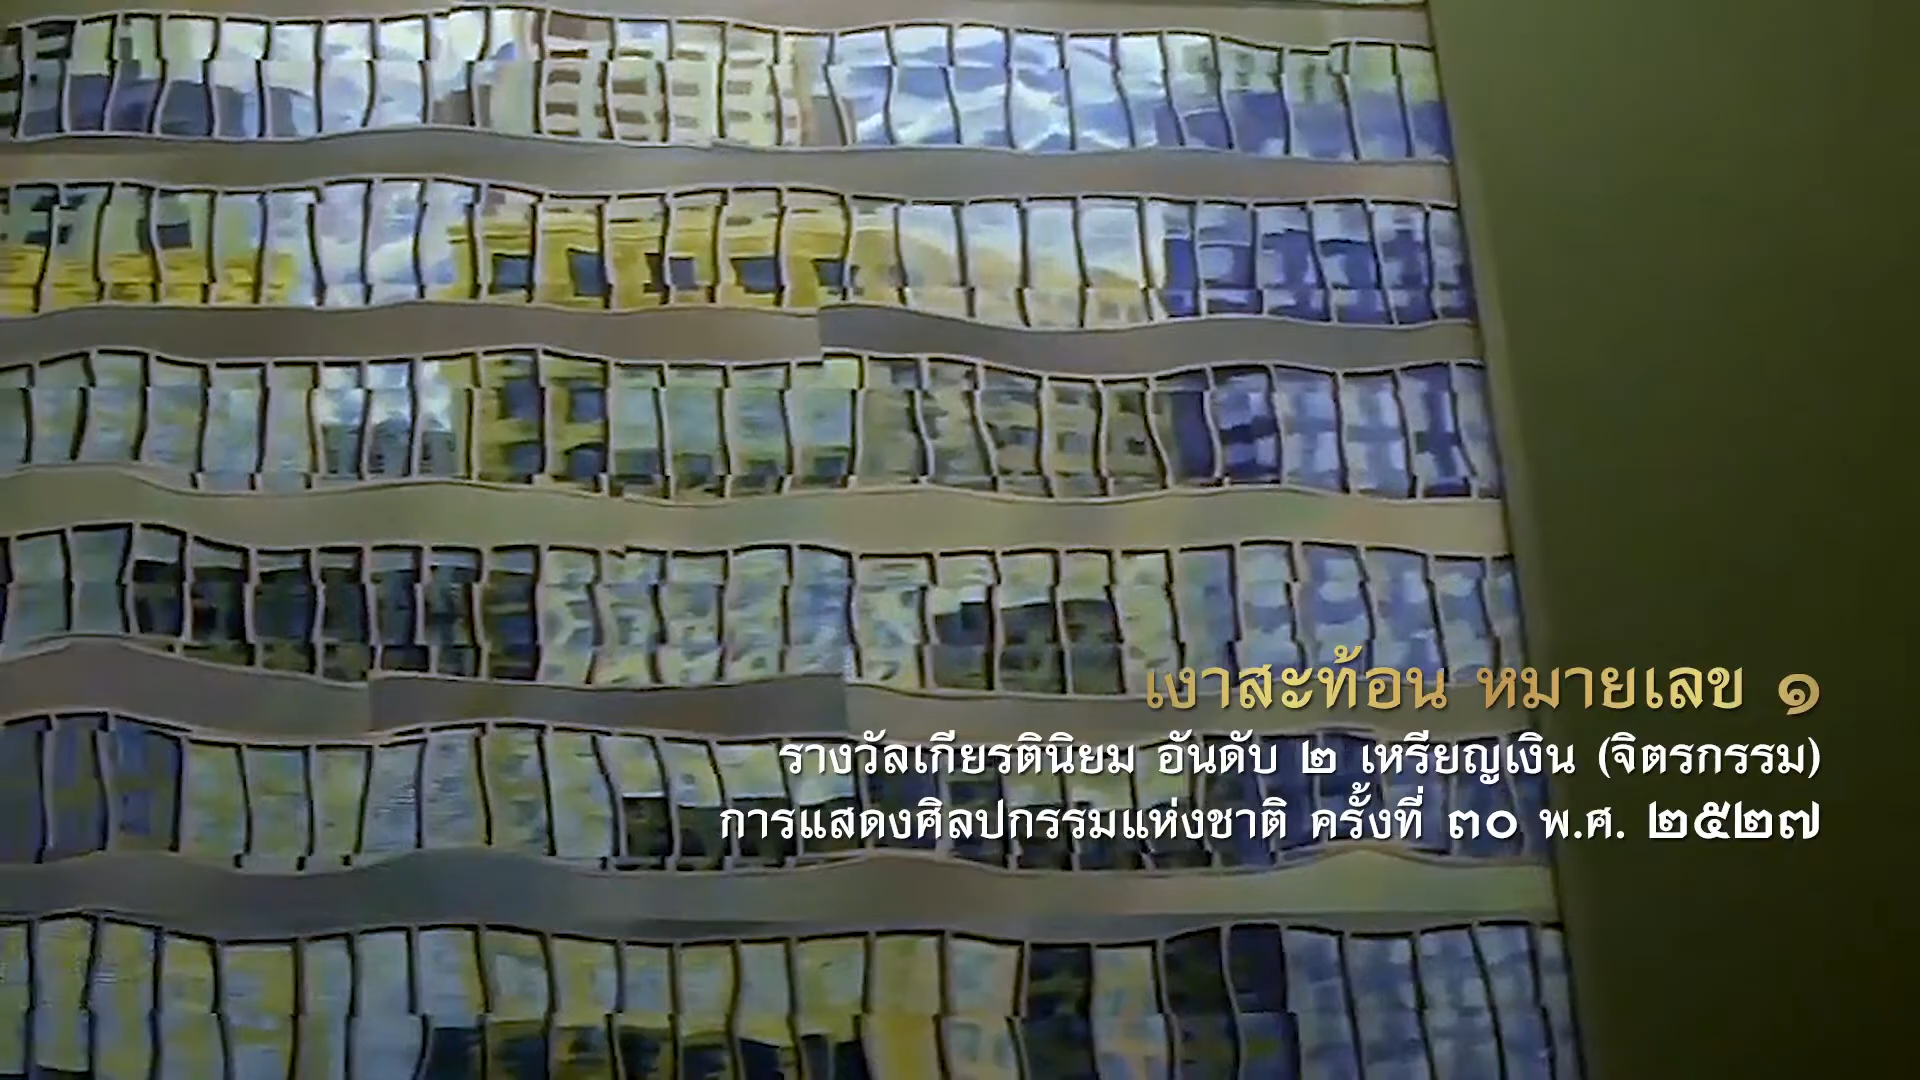 เงาสะท้อน หมายเลข ๑
รางวัลเกียรตินิยม อันดับ ๒ เหรียญเงิน (จิตรกรรม)
การแสดงศิลปกรรมแห่งชาติ ครั้งที่ ๓๐ พ.ศ. ๒๕๒๗